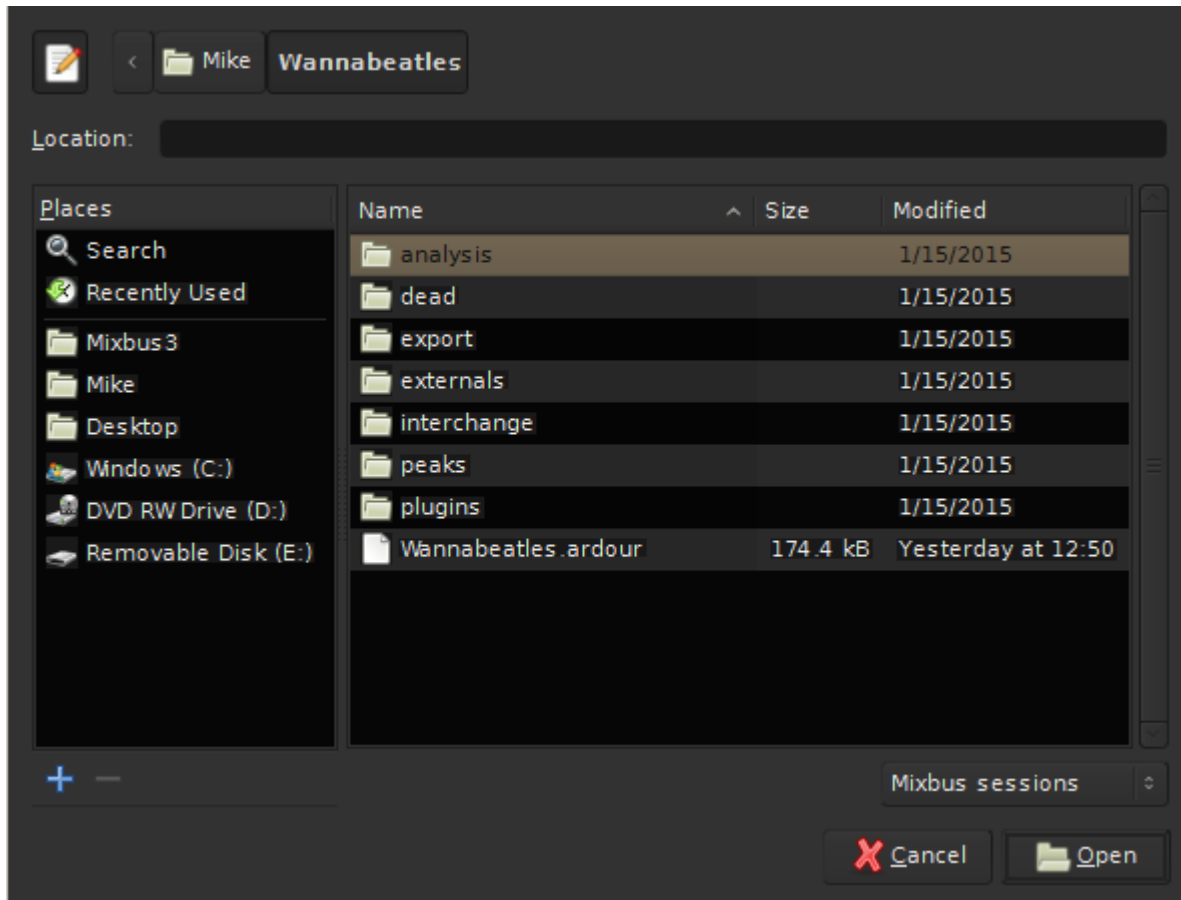 < Mike Wannabeatles
Location:
Places
Search
Recently Used
Mixbus3
Mike
Desktop
Windows (C:)
DVD RW Drive (D:)
Removable Disk (E:)
Name Size Modified
analysis 1/15/2015
dead 1/15/2015
export 1/15/2015
externals 1/15/2015
interchange 1/15/2015
peaks 1/15/2015
plugins 1/15/2015
Wannabeatles.ardour 174.4 kB Yesterday at 12:50
Mixbus sessions
Cancel Open